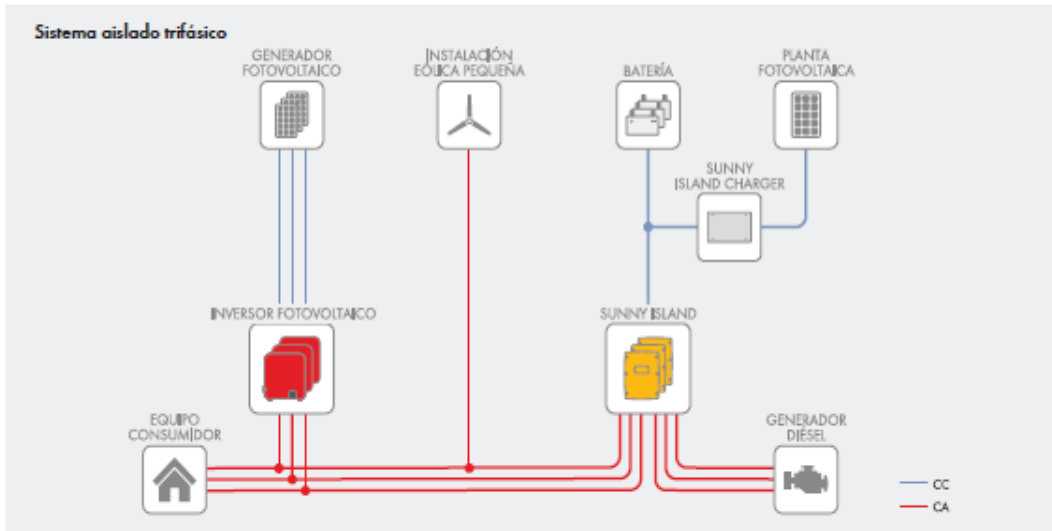 Sistema aislado trifásico
GENERADOR
FOTOVOLTAICO
INSTALACIÓN
EÓLICA PEQUEÑA
BATERÍA
PLANTA
FOTOVOLTAICA
SUNNY
ISLAND CHARGER
INVERSOR FOTOVOLTAICO
SUNNY ISLAND
EQUIPO
CONSUMIDOR
GENERADOR
DIÉSEL
CC
CA